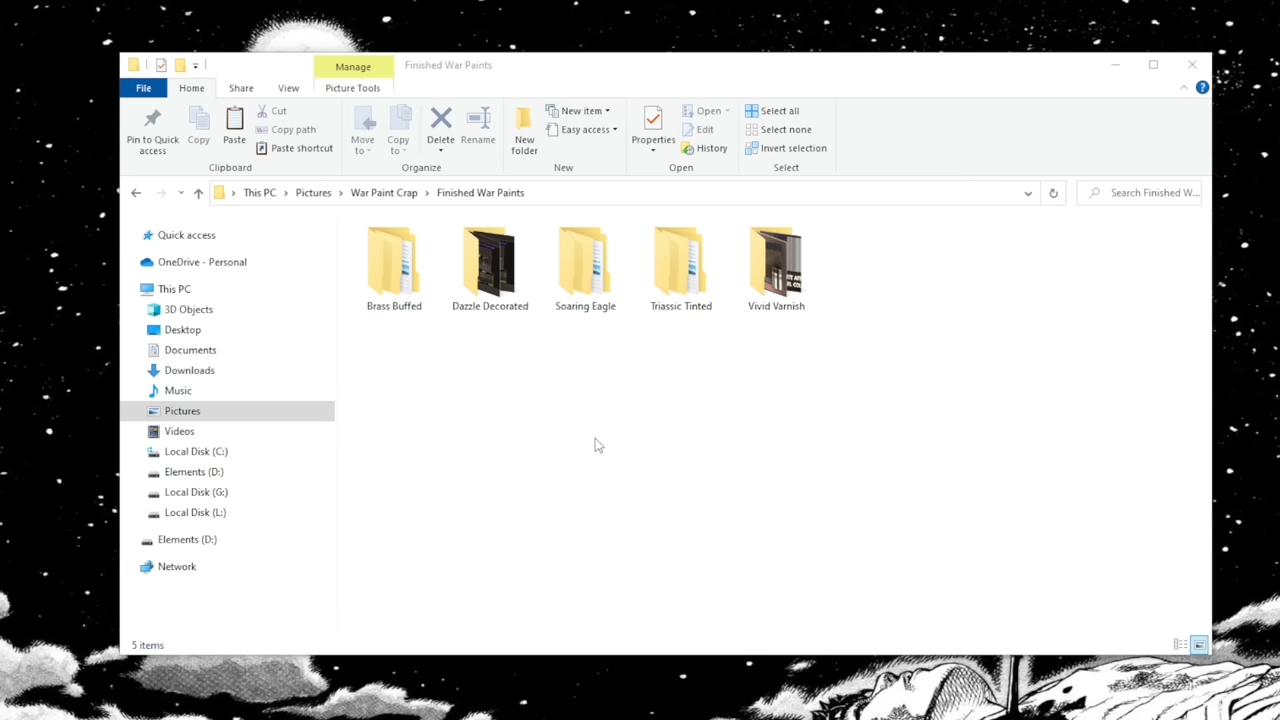 Manage
Finished War Paints
File
Home
Share
View
Picture Tools
Pin to Quick access
Copy
Paste
Cut
Copy path
Paste shortcut
Clipboard
Move to
Copy to
Delete
Rename
Organize
New folder
New item
Easy access
New
Properties
Open
Edit
History
Open
Select all
Select none
Invert selection
Select
This PC > Pictures > War Paint Crap > Finished War Paints
Search Finished W...
Quick access
OneDrive - Personal
This PC
3D Objects
Desktop
Documents
Downloads
Music
Pictures
Videos
Local Disk (C:)
Elements (D:)
Local Disk (G:)
Local Disk (L:)
Elements (D:)
Network
Brass Buffed
Dazzle Decorated
Soaring Eagle
Triassic Tinted
Vivid Varnish
5 items